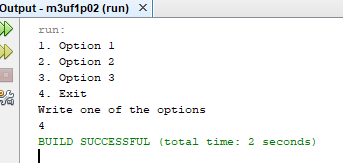 Output - m3uf1p02 (run) ×
run:
1. Option 1
2. Option 2
3. Option 3
4. Exit
Write one of the options
4
BUILD SUCCESSFUL (total time: 2 seconds)